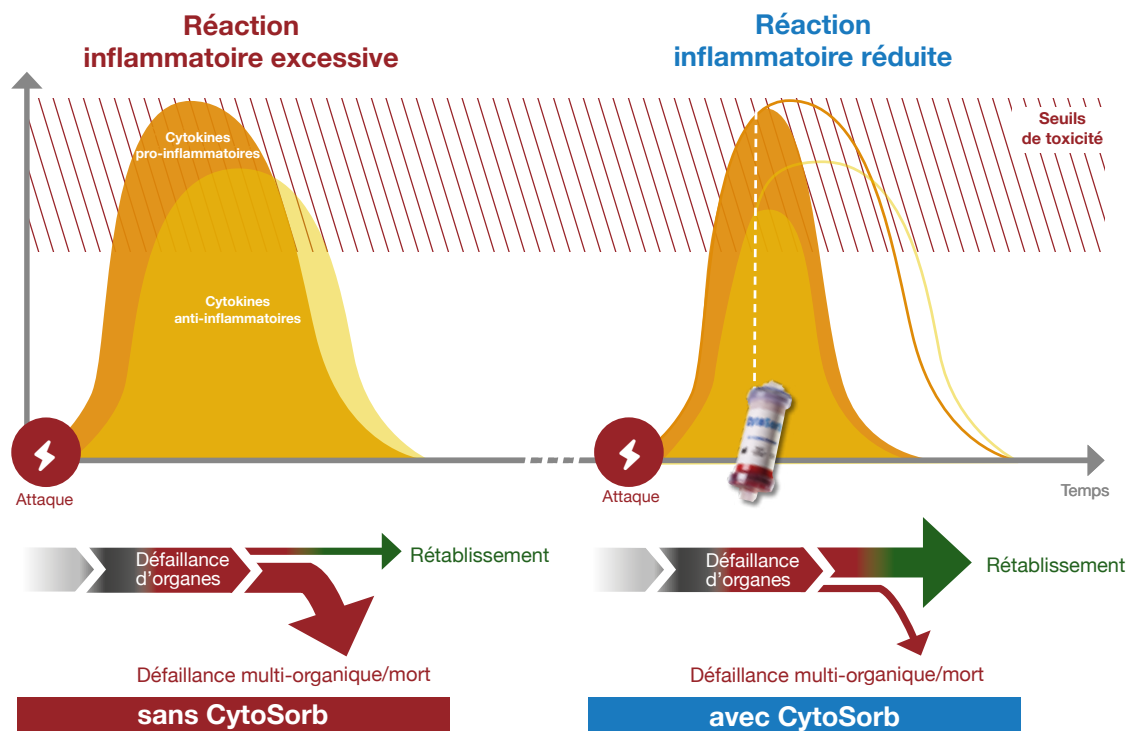 Réaction
inflammatoire excessive
Réaction
inflammatoire réduite
Cytokines
pro-inflammatoires
Cytokines
anti-inflammatoires
Seuils
de toxicité
CytoSorb
Attaque
Attaque
Temps
Défaillance
d'organes
Rétablissement
Défaillance multi-organique/mort
sans CytoSorb
Défaillance
d'organes
Rétablissement
Défaillance multi-organique/mort
avec CytoSorb